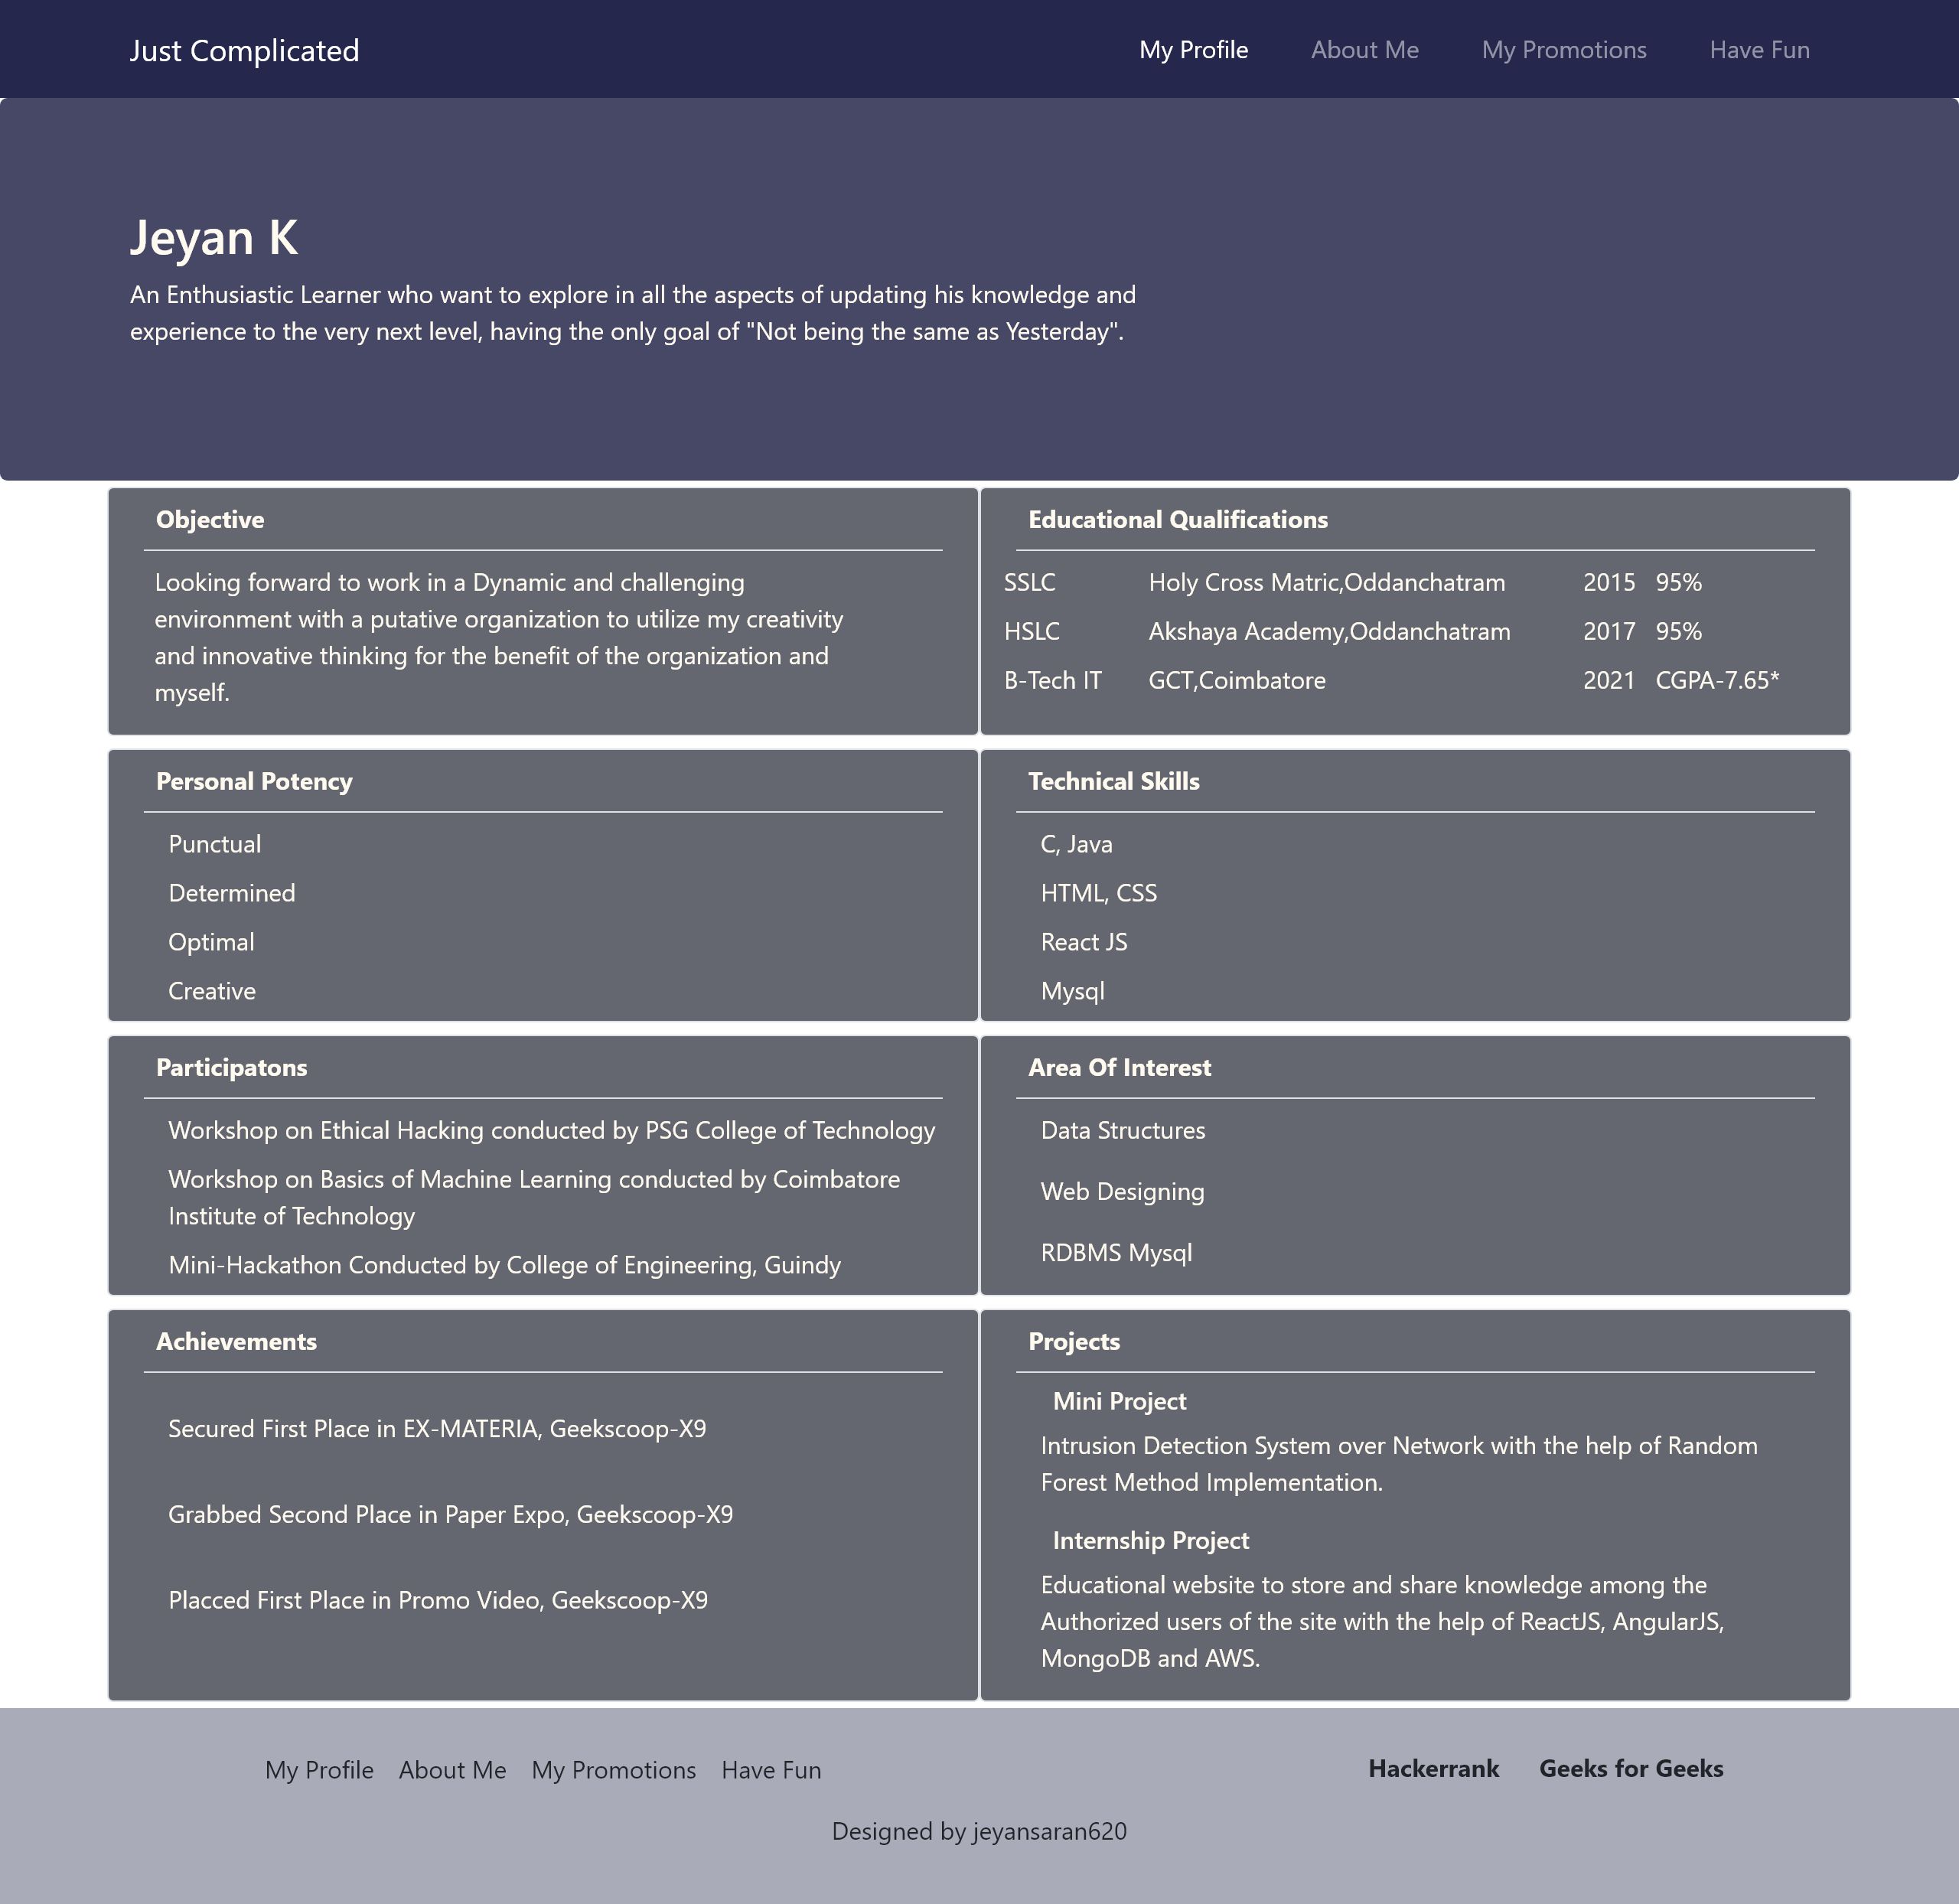 Just Complicated
My Profile About Me My Promotions Have Fun
Jeyan K
An Enthusiastic Learner who want to explore in all the aspects of updating his knowledge and
experience to the very next level, having the only goal of "Not being the same as Yesterday".
Objective
Looking forward to work in a Dynamic and challenging
environment with a putative organization to utilize my creativity
and innovative thinking for the benefit of the organization and
myself.
Educational Qualifications
SSLC Holy Cross Matric,Oddanchatram 2015 95%
HSLC Akshaya Academy,Oddanchatram 2017 95%
B-Tech IT GCT,Coimbatore 2021 CGPA-7.65*
Personal Potency
Punctual
Determined
Optimal
Creative
Technical Skills
C, Java
HTML, CSS
React JS
Mysql
Participatons
Workshop on Ethical Hacking conducted by PSG College of Technology
Workshop on Basics of Machine Learning conducted by Coimbatore
Institute of Technology
Mini-Hackathon Conducted by College of Engineering, Guindy
Area Of Interest
Data Structures
Web Designing
RDBMS Mysql
Achievements
Secured First Place in EX-MATERIA, Geekscoop-X9
Grabbed Second Place in Paper Expo, Geekscoop-X9
Placced First Place in Promo Video, Geekscoop-X9
Projects
Mini Project
Intrusion Detection System over Network with the help of Random
Forest Method Implementation.
Internship Project
Educational website to store and share knowledge among the
Authorized users of the site with the help of ReactJS, AngularJS,
MongoDB and AWS.
My Profile About Me My Promotions Have Fun
Hackerrank Geeks for Geeks
Designed by jeyansaran620